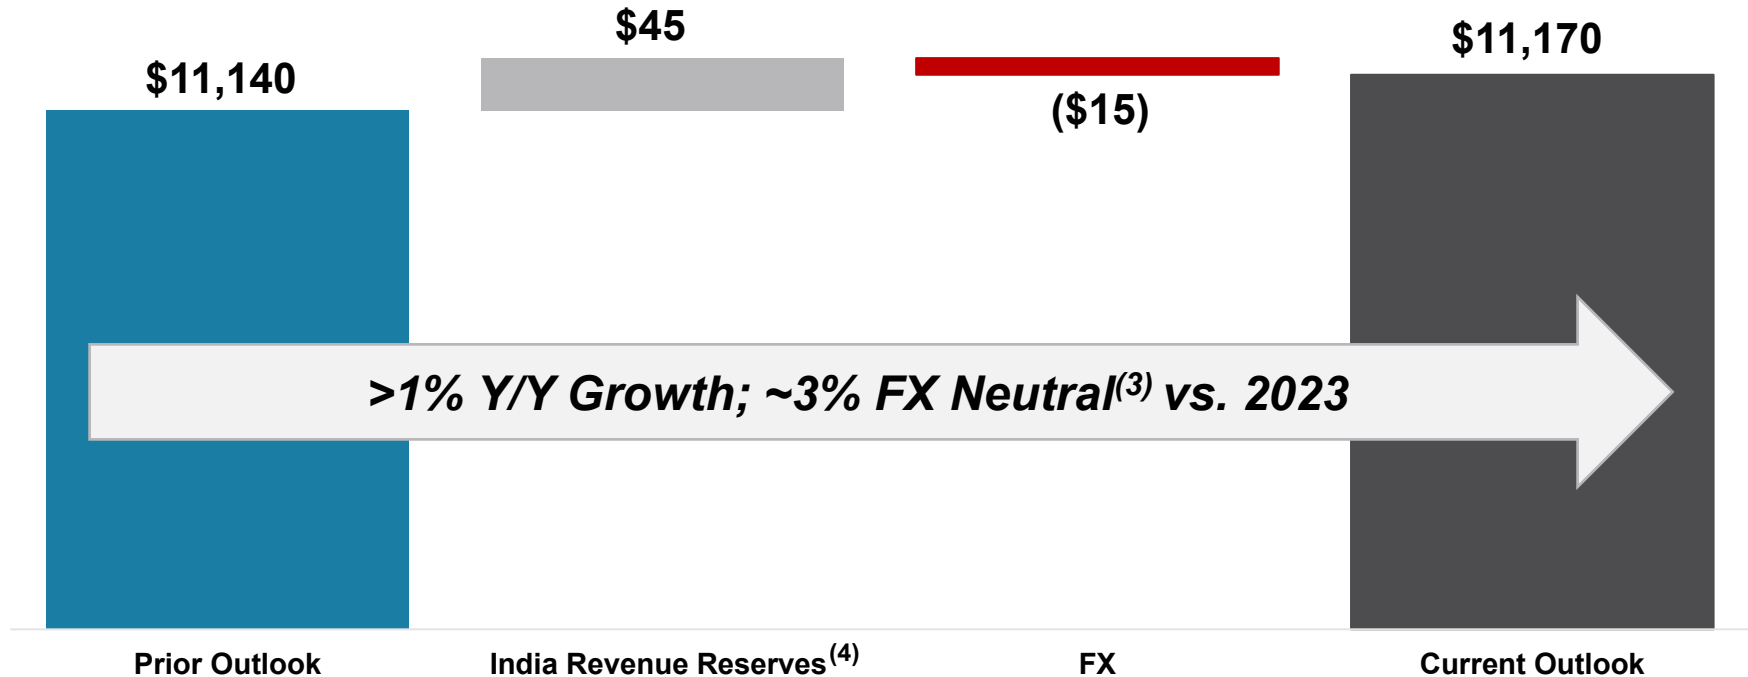 $45
$11,170
$11,140
($15)
>1% Y/Y Growth; ~3% FX Neutral(3) vs. 2023
Prior Outlook
India Revenue Reserves(4)
FX
Current Outlook